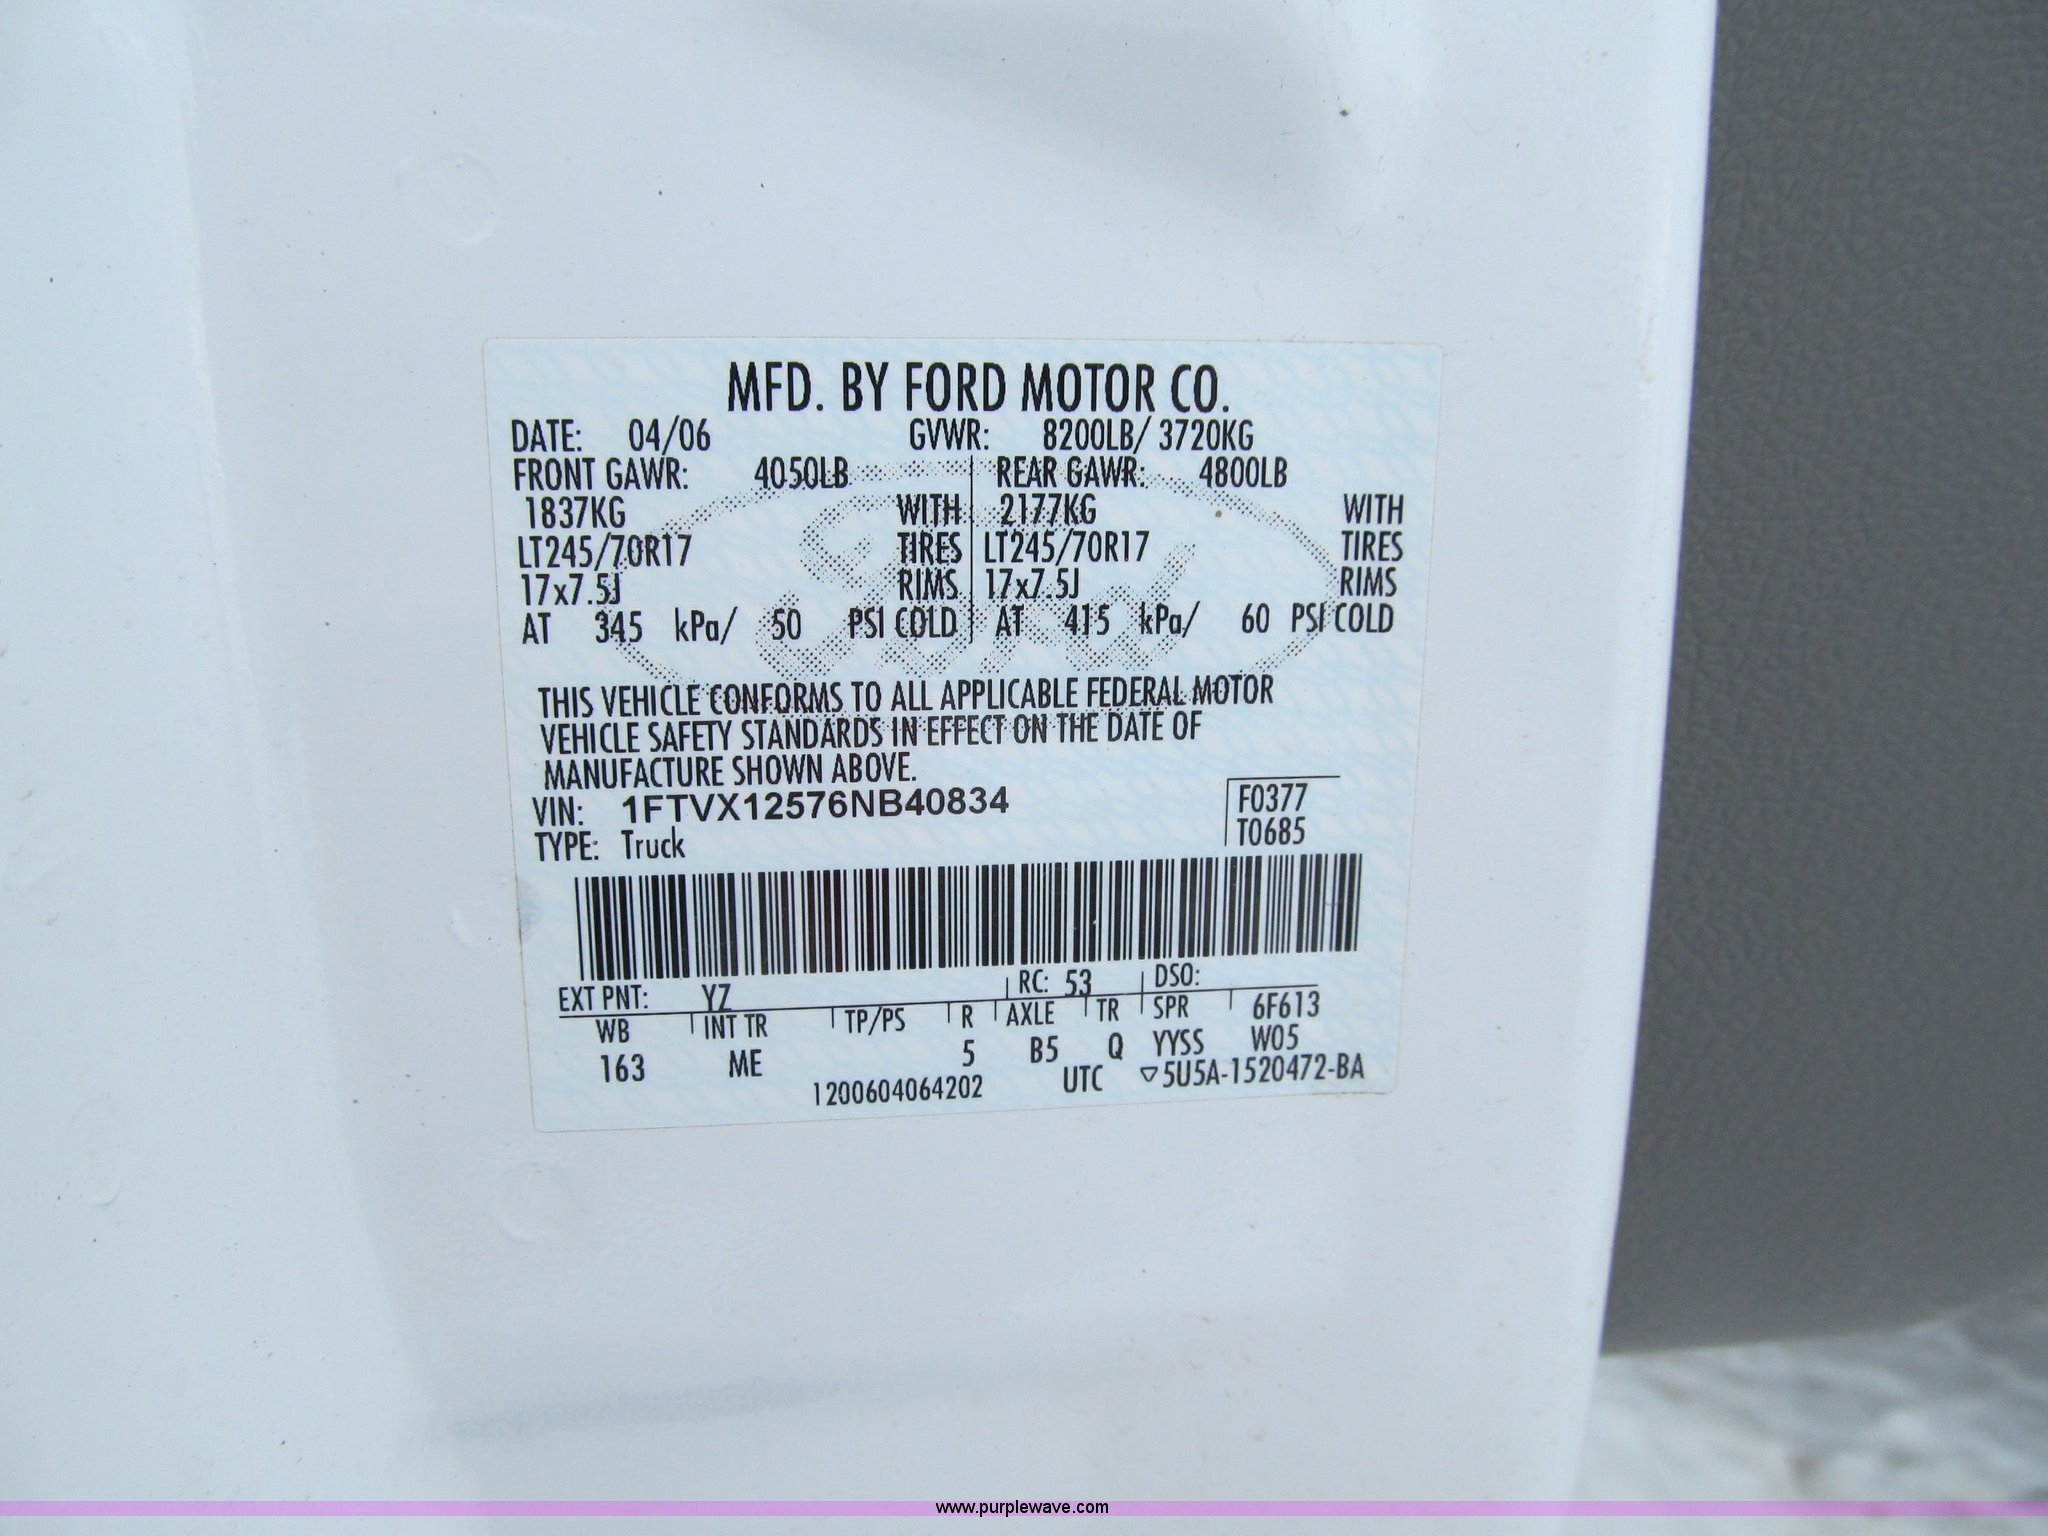 MFD. BY FORD MOTOR CO.
DATE: 04/06 GVWR: 8200LB/ 3720KG
FRONT GAWR: 4050LB REAR GAWR: 4800LB
1837KG WITH 2177KG WITH
LT245/70R17 TIRES LT245/70R17 TIRES
17x7.5J RIMS 17x7.5J RIMS
AT 345 kPa/ 50 PSI COLD AT 415 kPa/ 60 PSI COLD
Ford
THIS VEHICLE CONFORMS TO ALL APPLICABLE FEDERAL MOTOR
VEHICLE SAFETY STANDARDS IN EFFECT ON THE DATE OF
MANUFACTURE SHOWN ABOVE.
VIN: 1FTVX12576NB40834 F0377
TYPE: Truck T0685
EXT PNT: YZ RC: 53 DSO:
WB INT TR TP/PS R AXLE TR SPR 6F613
163 ME 5 B5 Q YYSS W05
1200604064202 UTC ▽5U5A-1520472-BA
www.purplewave.com